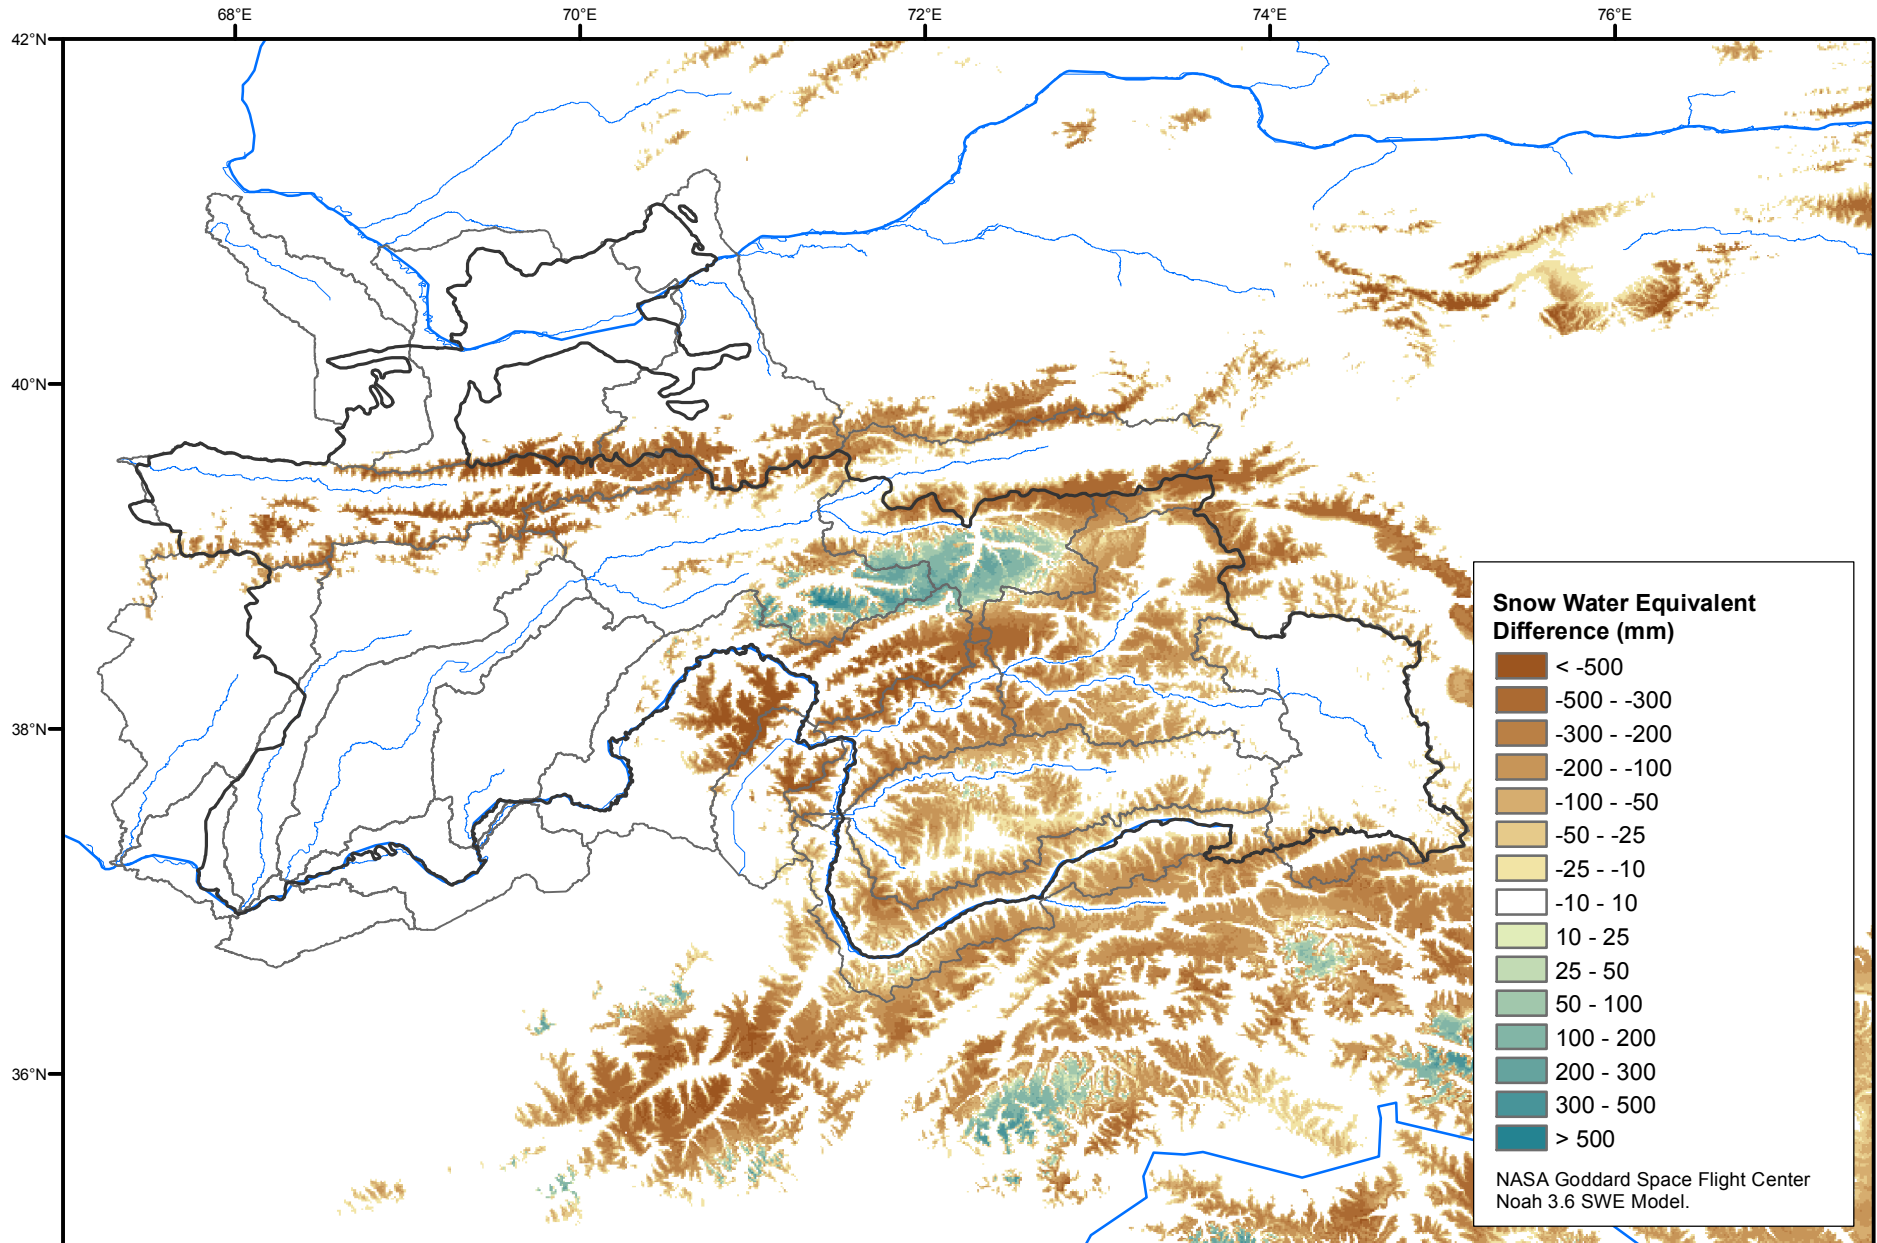 68°E
70°E
72°E
74°E
76°E
42°N
40°N
38°N
36°N
Snow Water Equivalent
Difference (mm)
< -500
-500 - -300
-300 - -200
-200 - -100
-100 - -50
-50 - -25
-25 - -10
-10 - 10
10 - 25
25 - 50
50 - 100
100 - 200
200 - 300
300 - 500
> 500
NASA Goddard Space Flight Center
Noah 3.6 SWE Model.